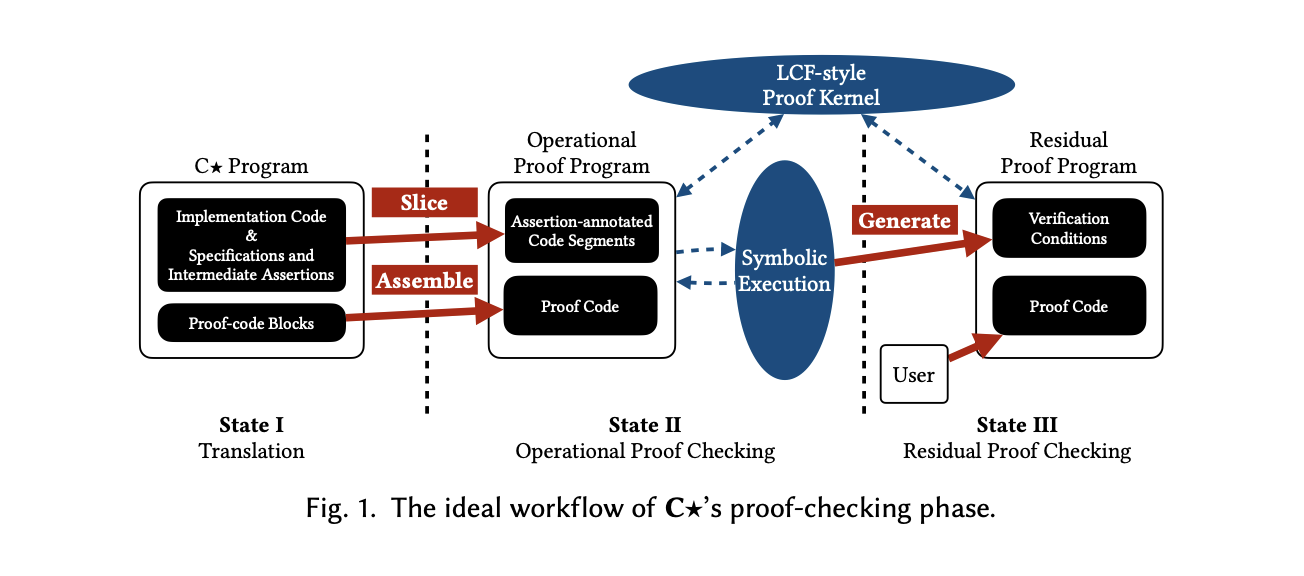 LCF-style
Proof Kernel
C★ Program
Operational
Proof Program
Residual
Proof Program
Implementation Code
&
Specifications and
Intermediate Assertions
Proof-code Blocks
Slice
Assemble
Assertion-annotated
Code Segments
Proof Code
Symbolic
Execution
Generate
Verification
Conditions
Proof Code
User
State I
Translation
State II
Operational Proof Checking
State III
Residual Proof Checking
Fig. 1. The ideal workflow of C★'s proof-checking phase.